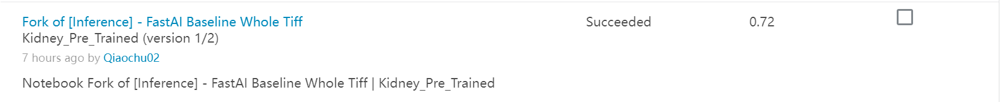 Fork of [Inference] - FastAI Baseline Whole Tiff Succeeded 0.72
Kidney_Pre_Trained (version 1/2)
7 hours ago by Qiaochu02
Notebook Fork of [Inference] - FastAI Baseline Whole Tiff | Kidney_Pre_Trained